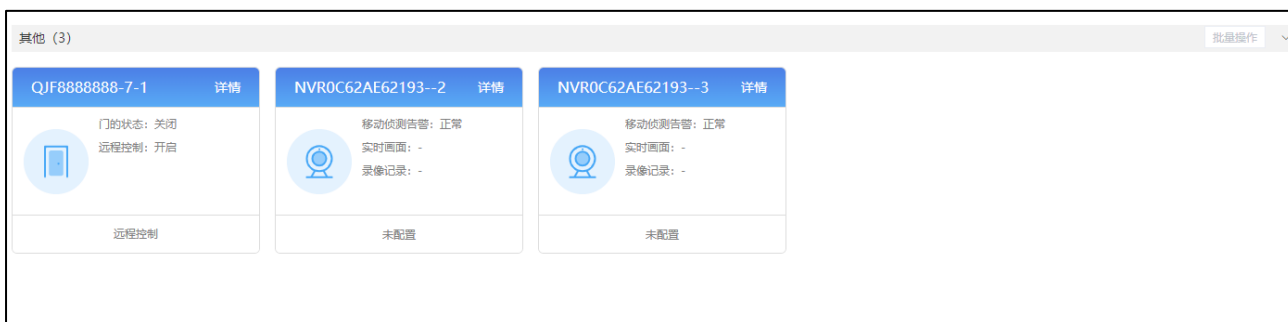 其他（3）
批量操作
QJF8888888-7-1 详情
门的状态：关闭
远程控制：开启
远程控制
NVR0C62AE62193--2 详情
移动侦测告警：正常
实时画面：-
录像记录：-
未配置
NVR0C62AE62193--3 详情
移动侦测告警：正常
实时画面：-
录像记录：-
未配置